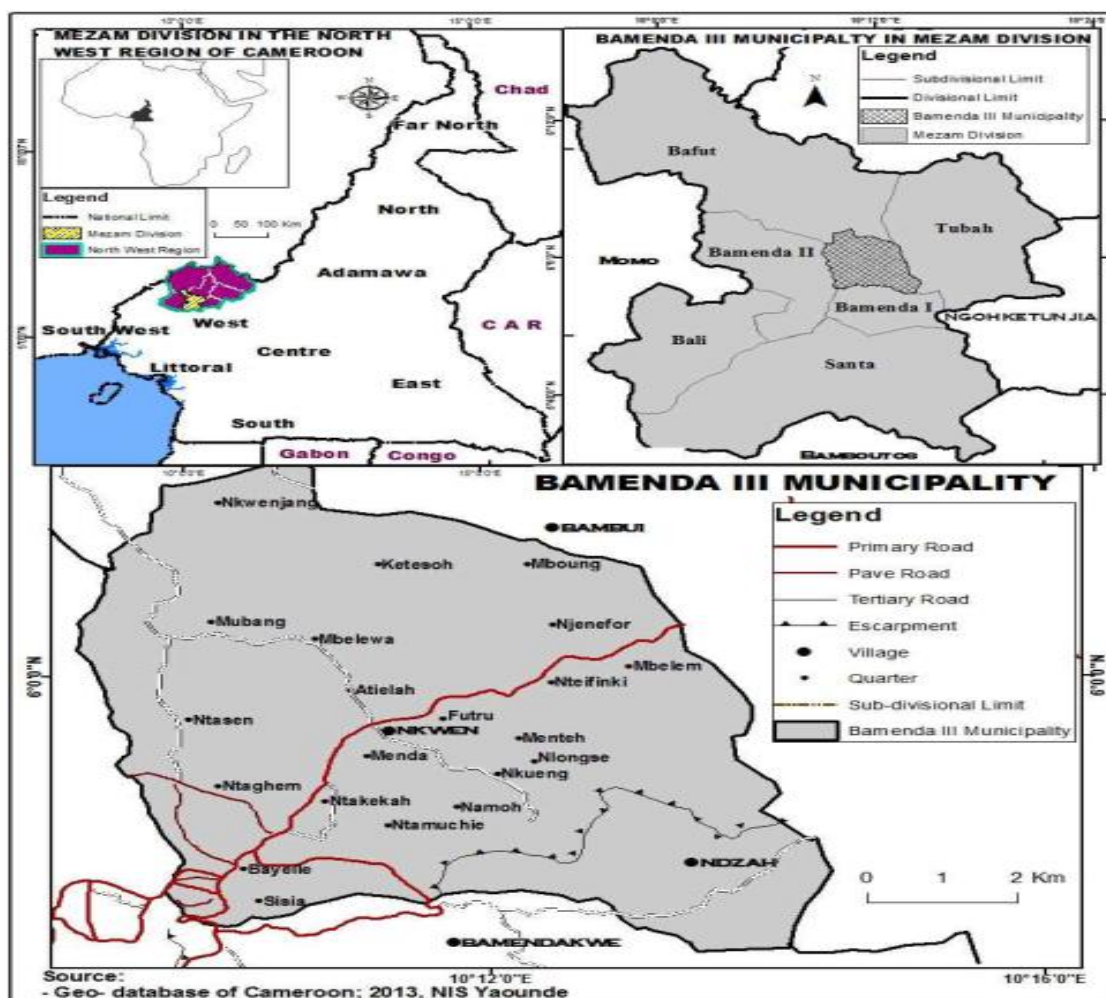 MEZAM DIVISION IN THE NORTH
WEST REGION OF CAMEROON
Chad
Far North
North
Adamawa
Legend
National Limit
Mezam Division
North West Region
0 50 100 Km
South West
West
Littoral
Centre
CAR
East
South
Gabon
Congo
BAMENDA III MUNICIPALTY IN MEZAM DIVISION
Legend
Subdivisional Limit
Divisional Limit
Bamenda III Municipality
Mezam Division
N
Bafut
Tubah
Bamenda II
MOMO
Bamenda I
NGOHKETUNJIA
Bali
Santa
BAMBOUTOS
BAMENDA III MUNICIPALITY
Legend
Primary Road
Pave Road
Tertiary Road
Escarpment
Village
Quarter
Sub-divisional Limit
Bamenda III Municipality
Nkwenjang
BAMBUI
Ketesoh
Mboung
Mubang
Mbelewa
Njenefor
Mbelem
Nteifinki
Atielah
Ntasen
Futru
NKWEN
Menteh
Menda
Nlongse
Nkueng
Ntaghem
Ntakekah
Namoh
Ntamuchie
Bayelle
NDZAH
Sisia
BAMENDAKWE
0 1 2 Km
6°0'0"N
6°0'0"N
10°12'0"E
10°16'0"E
Source:
- Geo- database of Cameroon; 2013, NIS Yaounde